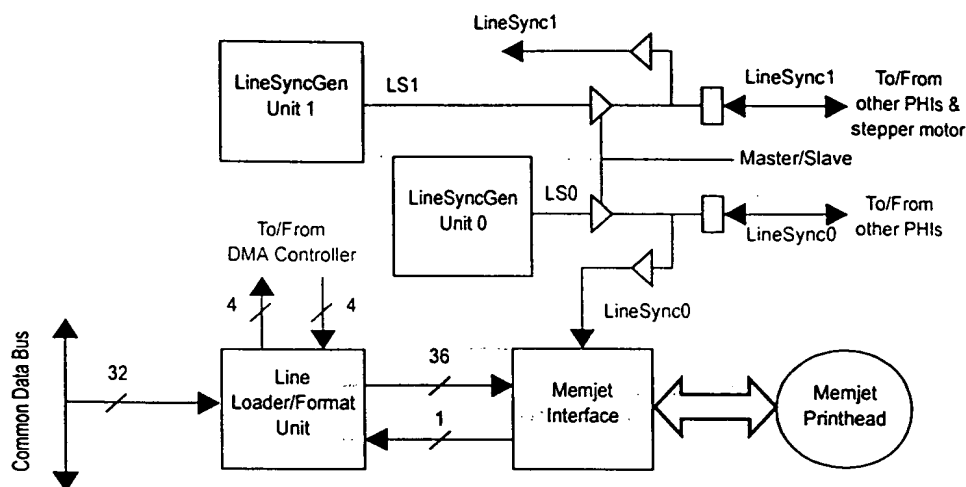 LineSync1
LineSyncGen
Unit 1
LS1
LineSync1
To/From
other PHIs &
stepper motor
Master/Slave
LineSyncGen
Unit 0
LS0
To/From
other PHIs
LineSync0
To/From
DMA Controller
4
4
LineSync0
Common Data Bus
32
Line
Loader/Format
Unit
36
1
Memjet
Interface
Memjet
Printhead